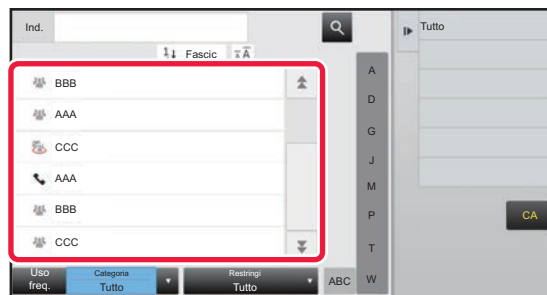 Ind.
Tutto
Fascic
BBB
AAA
CCC
AAA
BBB
CCC
A
D
G
J
M
P
T
W
CA
Uso freq.
Categoria
Tutto
Restringi
Tutto
ABC